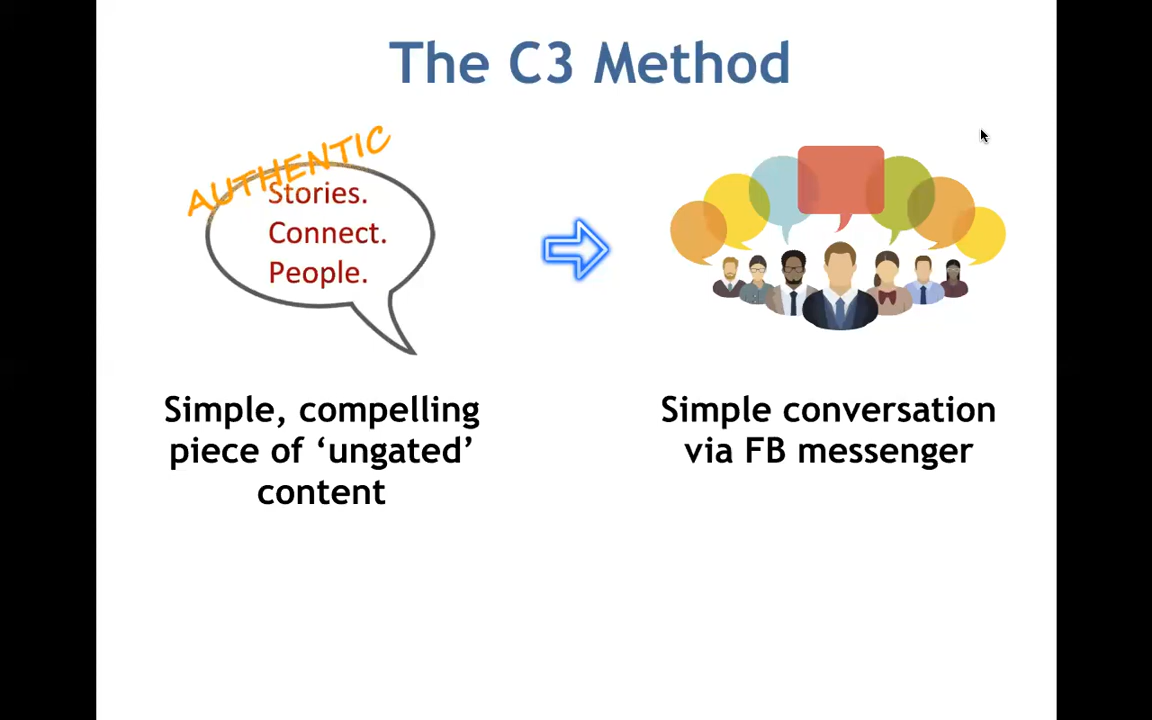 The C3 Method
AUTHENTIC
Stories.
Connect.
People.
Simple, compelling
piece of ‘ungated’
content
Simple conversation
via FB messenger